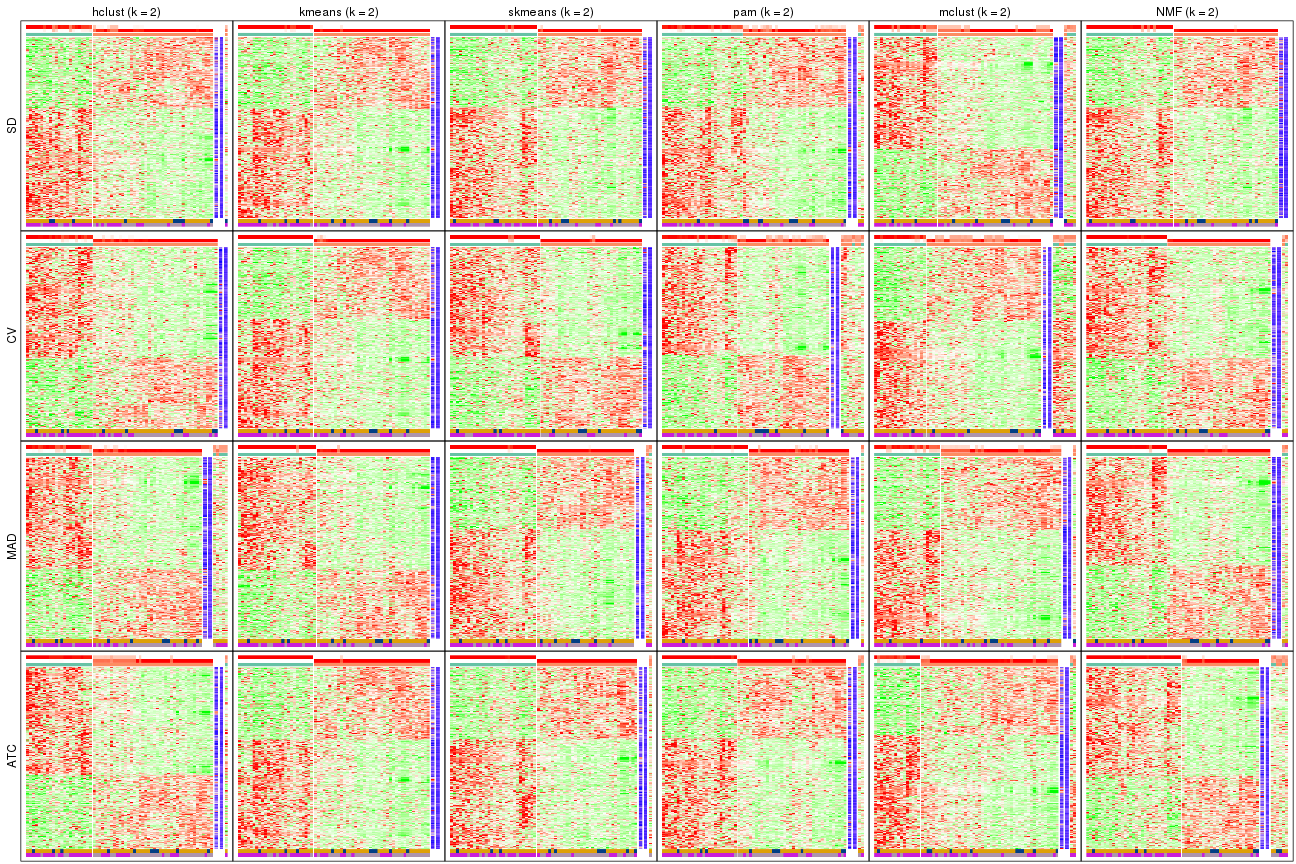 hclust (k = 2) kmeans (k = 2) skmeans (k = 2) pam (k = 2) mclust (k = 2) NMF (k = 2)
SD
CV
MAD
ATC